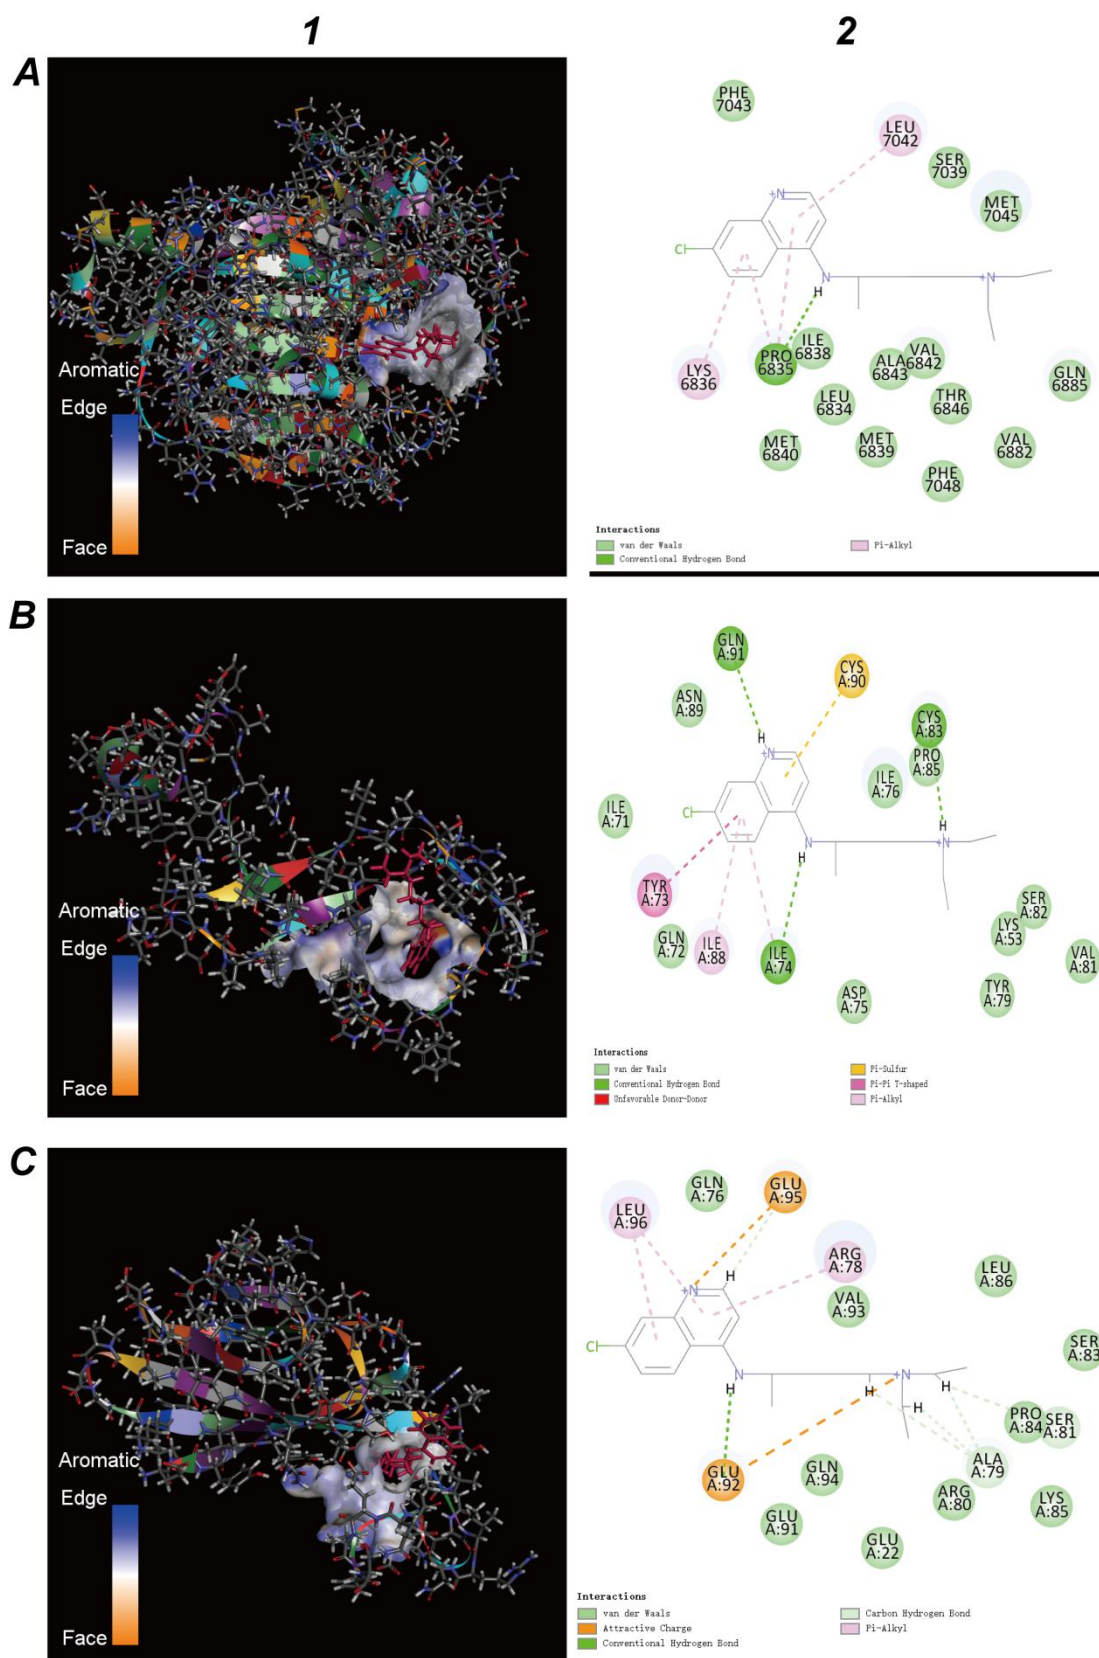 1
2
A
Aromatic
Edge
Face
PHE
7043
LEU
7042
SER
7039
MET
7045
+N
Cl
N
H
+N
LYS
6836
PRO
6835
ILE
6838
ALA
6843
VAL
6842
GLN
6885
LEU
6834
THR
6846
MET
6840
MET
6839
VAL
6882
PHE
7048
Interactions
van der Waals
Conventional Hydrogen Bond
Pi-Alkyl
B
Aromatic
Edge
Face
GLN
A:91
CYS
A:90
ASN
A:89
CYS
A:83
PRO
A:85
ILE
A:76
H
+N
ILE
A:71
Cl
N
H
H
+N
TYR
A:73
GLN
A:72
ILE
A:88
ILE
A:74
ASP
A:75
SER
A:82
LYS
A:53
VAL
A:81
TYR
A:79
Interactions
van der Waals
Conventional Hydrogen Bond
Unfavorable Donor-Donor
Pi-Sulfur
Pi-Pi T-shaped
Pi-Alkyl
C
Aromatic
Edge
Face
GLN
A:76
GLU
A:95
LEU
A:96
ARG
A:78
VAL
A:93
LEU
A:86
SER
A:83
+N
H
Cl
N
H
H
+N
H
H
PRO
A:84
SER
A:81
ALA
A:79
GLU
A:92
GLN
A:94
ARG
A:80
LYS
A:85
GLU
A:91
GLU
A:22
Interactions
van der Waals
Attractive Charge
Conventional Hydrogen Bond
Carbon Hydrogen Bond
Pi-Alkyl